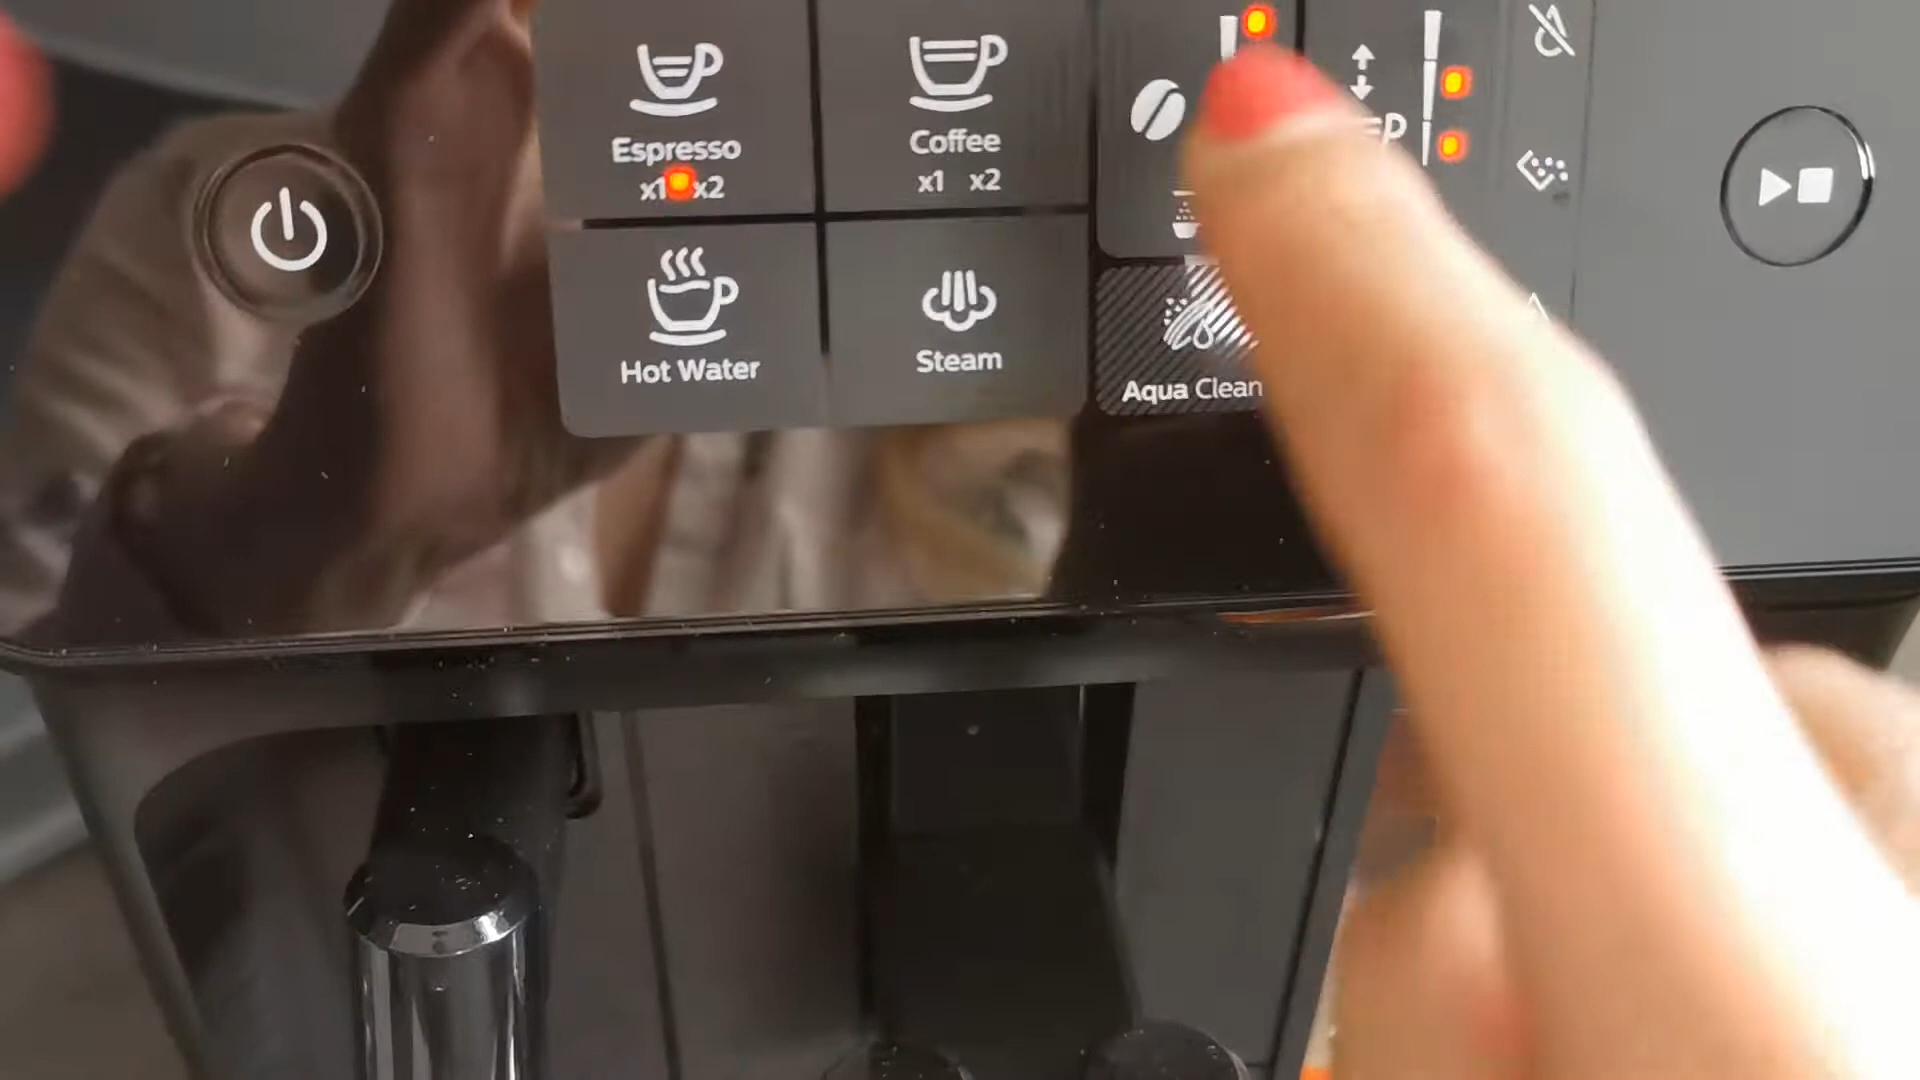 Espresso
x1 x2
Coffee
x1 x2
Hot Water
Steam
Aqua Clean